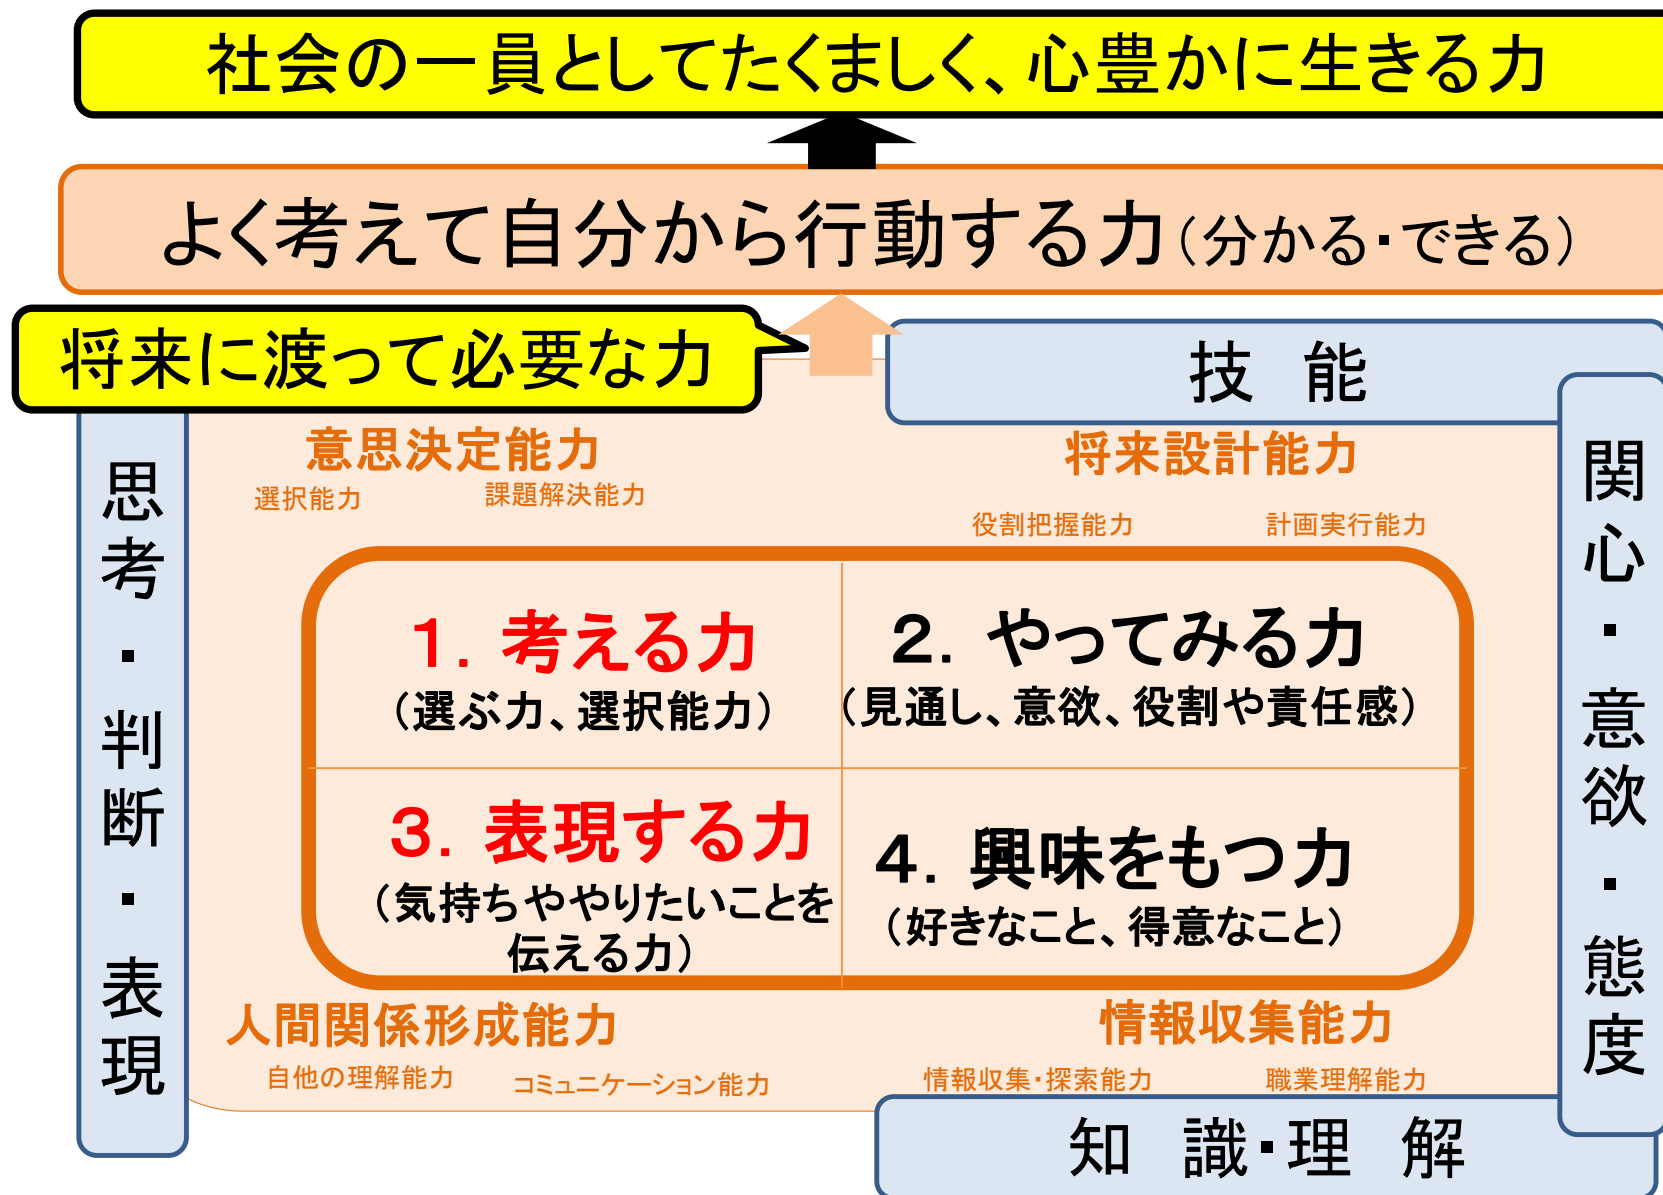 社会の一員としてたくましく、心豊かに生きる力
よく考えて自分から行動する力(分かる・できる)
将来に渡って必要な力
技 能
思考・判断・表現
関心・意欲・態度
意思決定能力
選択能力
課題解決能力
将来設計能力
役割把握能力
計画実行能力
1. 考える力
(選ぶ力、選択能力)
2. やってみる力
(見通し、意欲、役割や責任感)
3. 表現する力
(気持ちややりたいことを
伝える力)
4. 興味をもつ力
(好きなこと、得意なこと)
人間関係形成能力
自他の理解能力
コミュニケーション能力
情報収集能力
情報収集・探索能力
職業理解能力
知 識・理 解